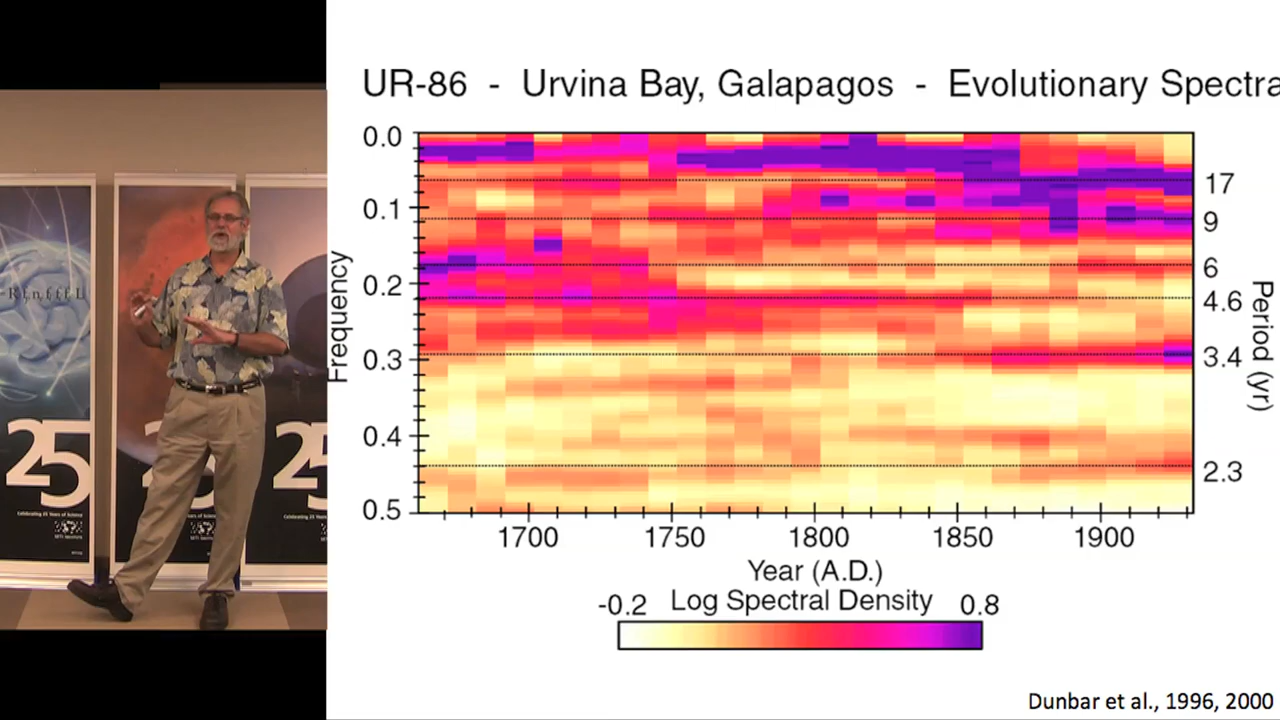 UR-86 - Urvina Bay, Galapagos - Evolutionary Spectra
0.0
0.1
0.2
0.3
0.4
0.5
Frequency
17
9
6
4.6
3.4
2.3
Period (yr)
1700 1750 1800 1850 1900
Year (A.D.)
-0.2 Log Spectral Density 0.8
Dunbar et al., 1996, 2000
25
25
25